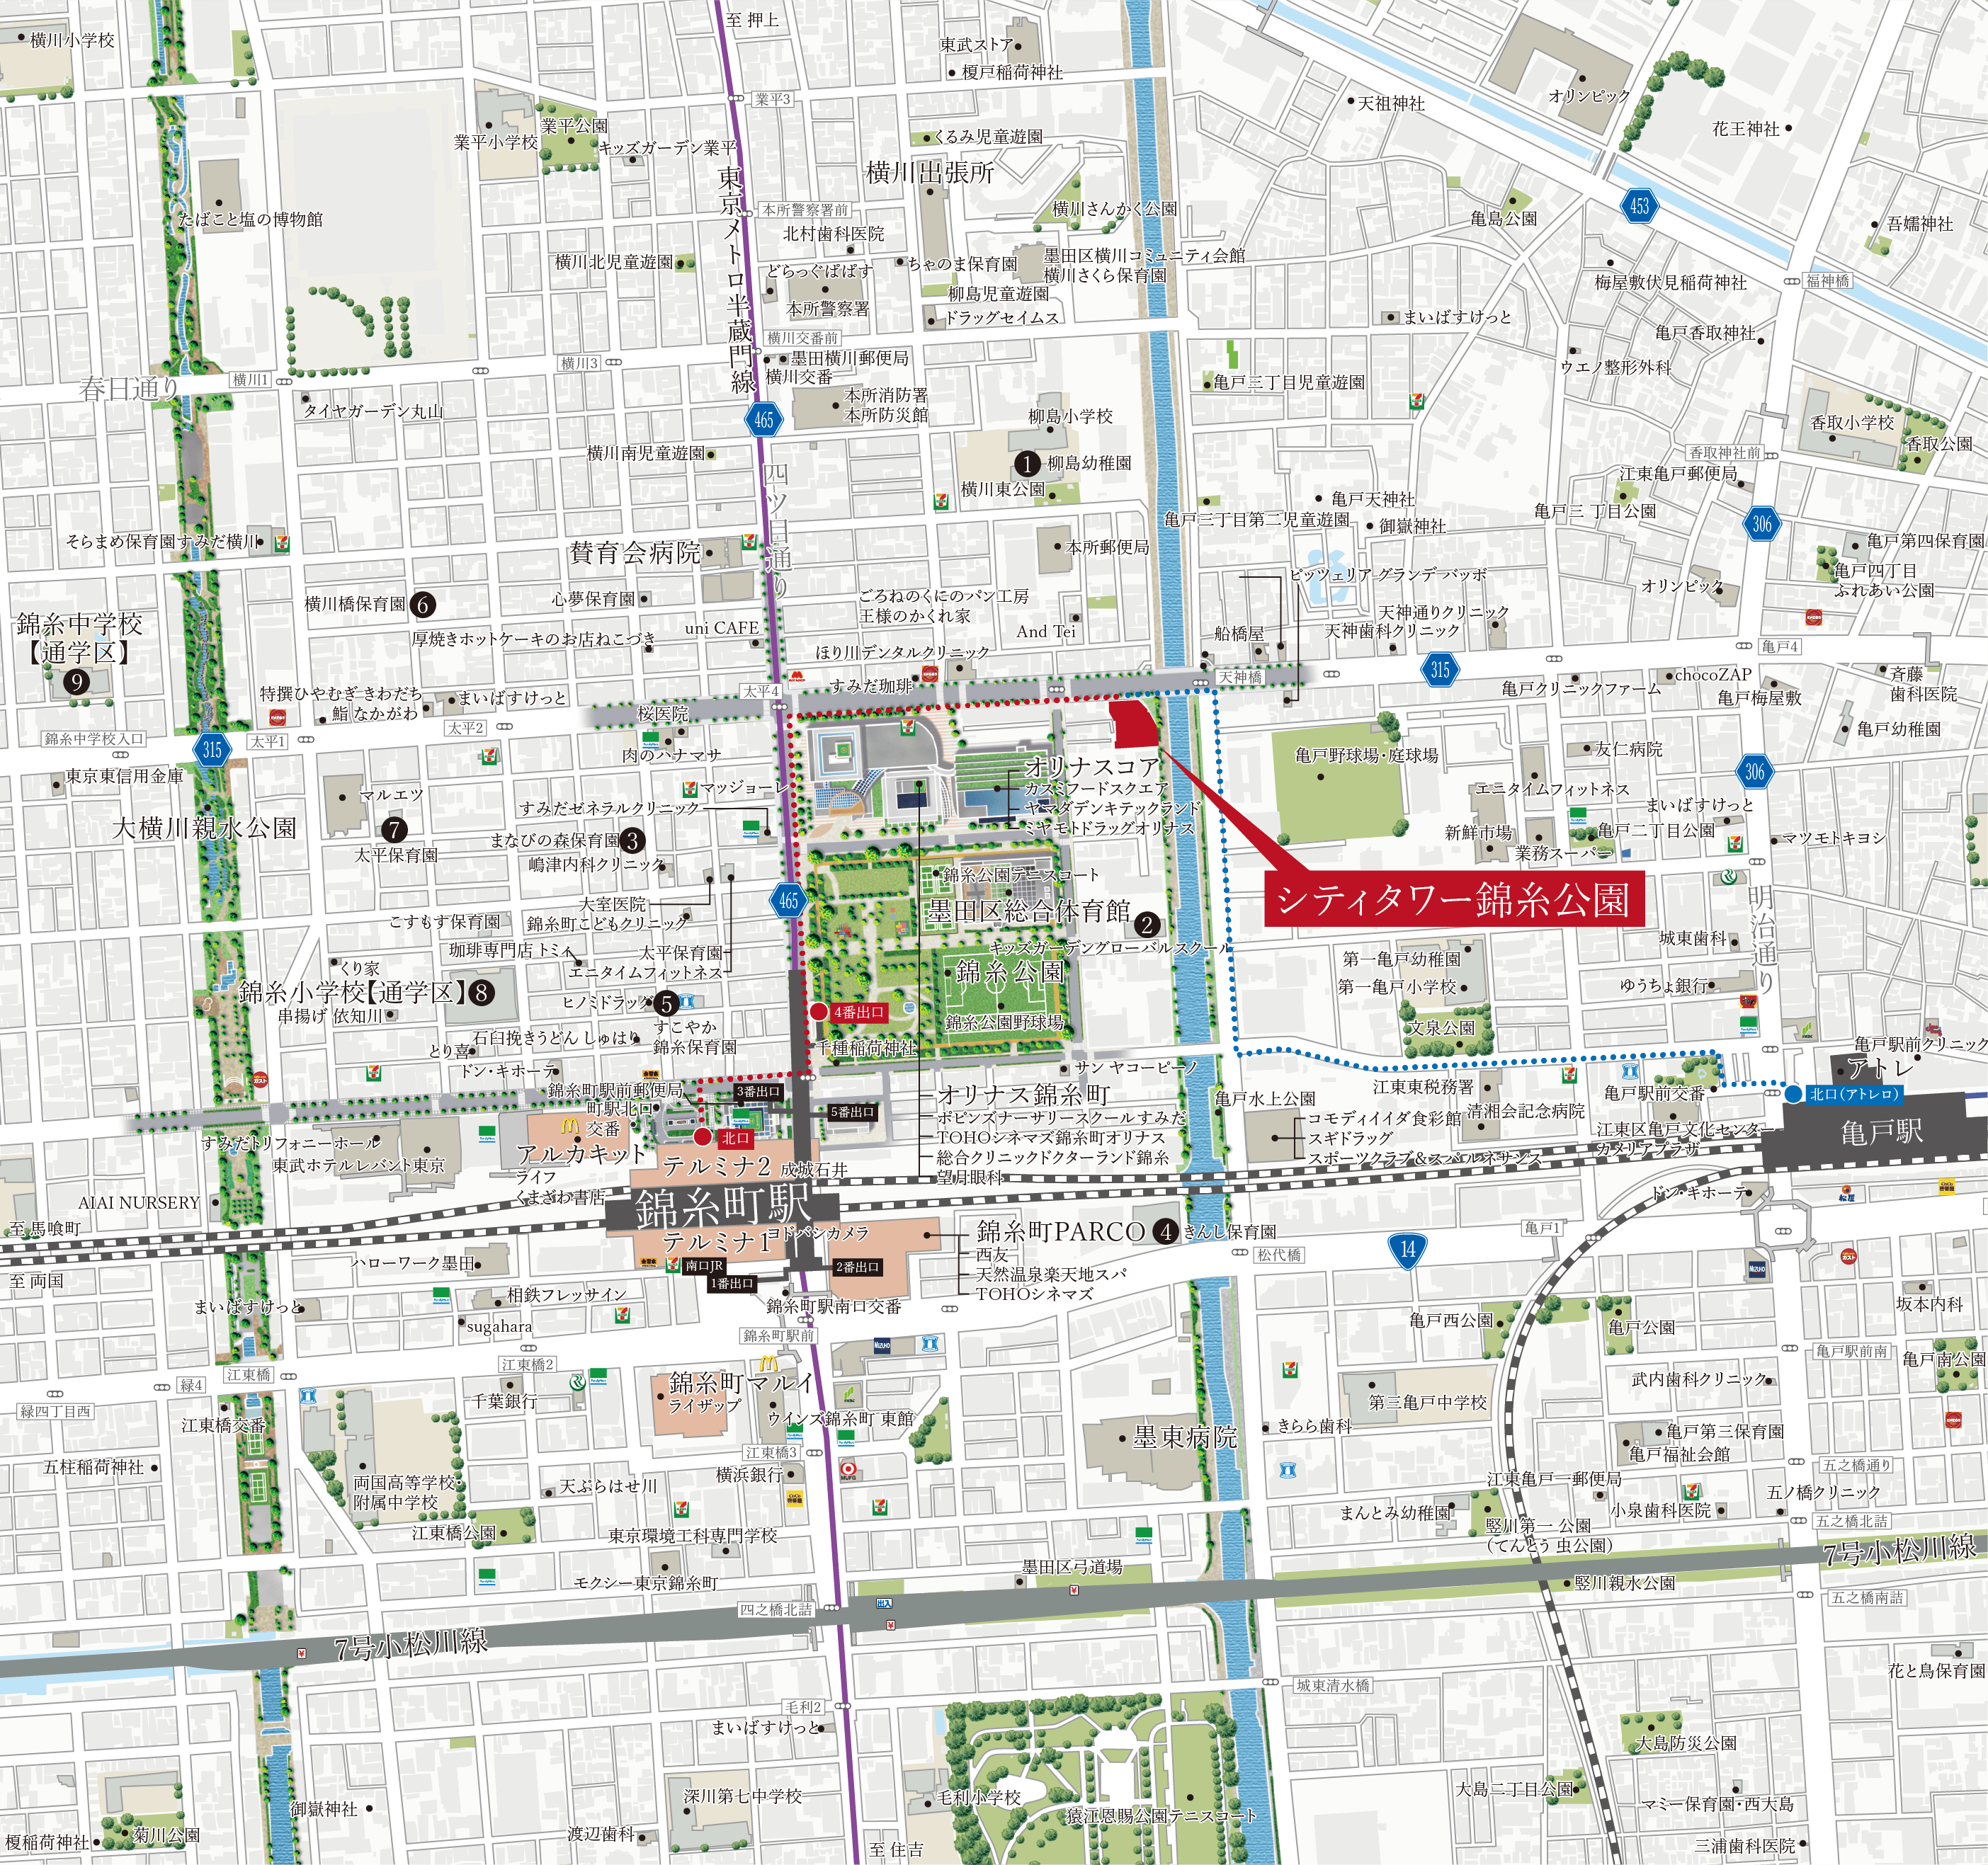 至 押上
横川小学校
東武ストア
榎戸稲荷神社
業平3
天祖神社
オリンピック
花王神社
業平公園
業平小学校
キッズガーデン業平
くるみ児童遊園
横川出張所
東京メトロ半蔵門線
たばこと塩の博物館
本所警察署前
北村歯科医院
横川さんかく公園
亀島公園
453
吾嬬神社
横川北児童遊園
どらっぐぱぱす
本所警察署
ちゃのま保育園
墨田区横川コミュニティ会館
横川さくら保育園
柳島児童遊園
ドラッグセイムス
梅屋敷伏見稲荷神社
福神橋
まいばすけっと
亀戸香取神社
横川交番前
横川3
墨田横川郵便局
横川交番
ウエノ整形外科
春日通り
横川1
タイヤガーデン丸山
本所消防署
本所防災館
亀戸三丁目児童遊園
465
柳島小学校
香取小学校
香取公園
横川南児童遊園
四ツ目通り
1
柳島幼稚園
横川東公園
香取神社前
江東亀戸郵便局
亀戸天神社
亀戸三丁目第二児童遊園
御嶽神社
亀戸三丁目公園
306
そらまめ保育園すみだ横川
賛育会病院
本所郵便局
亀戸第四保育園
亀戸四丁目
ふれあい公園
ピッツェリア グランデ バッボ
オリンピック
横川橋保育園
6
心夢保育園
ごろねのくにのパン工房
王様のかくれ家
天神通りクリニック
天神歯科クリニック
錦糸中学校
【通学区】
9
厚焼きホットケーキのお店ねこづき
uni CAFE
And Tei
船橋屋
亀戸4
ほり川デンタルクリニック
すみだ珈琲
天神橋
315
亀戸クリニックファーム
chocoZAP
斉藤
歯科医院
亀戸梅屋敷
特撰ひやむぎ きわだち
鮨 なかがわ
まいばすけっと
太平4
桜医院
太平2
太平1
錦糸中学校入口
315
亀戸幼稚園
肉のハナマサ
東京東信用金庫
マルエツ
マッジョーレ
オリナスコア
カスミフードスクエア
ヤマダデンキテックランド
ミヤモトドラッグオリナス
亀戸野球場・庭球場
友仁病院
306
エニタイムフィットネス
まいばすけっと
すみだゼネラルクリニック
大横川親水公園
7
太平保育園
まなびの森保育園
3
嶋津内科クリニック
新鮮市場
業務スーパー
亀戸二丁目公園
マツモトキヨシ
錦糸公園テニスコート
シティタワー錦糸公園
明治通り
大室医院
錦糸町こどもクリニック
465
墨田区総合体育館
2
キッズガーデングローバルスクール
こすもす保育園
珈琲専門店 トミィ
太平保育園
エニタイムフィットネス
城東歯科
くり家
錦糸公園
第一亀戸幼稚園
第一亀戸小学校
ゆうちょ銀行
錦糸小学校【通学区】
8
ヒノミドラッグ
5
串揚げ 依知川
4番出口
錦糸公園野球場
文泉公園
石臼挽きうどん しゅはり
すこやか
錦糸保育園
千種稲荷神社
とり喜
ドン・キホーテ
サン ヤコーピーノ
亀戸駅前クリニック
アトレ
錦糸町駅前郵便局
町駅北口
交番
3番出口
5番出口
北口
オリナス錦糸町
ポピンズナーサリースクールすみだ
TOHOシネマズ錦糸町オリナス
総合クリニックドクターランド錦糸
望月眼科
亀戸水上公園
江東東税務署
亀戸駅前交番
北口（アトレ口）
コモディイイダ食彩館
スギドラッグ
スポーツクラブ＆スパルネサンス
清湘会記念病院
江東区亀戸文化センター
カメリアプラザ
亀戸駅
すみだトリフォニーホール
東武ホテルレバント東京
アルカキット
ライフ
くまざわ書店
テルミナ2
成城石井
AIAI NURSERY
錦糸町駅
ドン・キホーテ
至 馬喰町
テルミナ1
ヨドバシカメラ
錦糸町PARCO
4
きんし保育園
西友
天然温泉楽天地スパ
TOHOシネマズ
松代橋
亀戸1
14
至 両国
ハローワーク墨田
南口JR
1番出口
2番出口
まいばすけっと
相鉄フレッサイン
sugahara
錦糸町駅南口交番
錦糸町駅前
坂本内科
亀戸西公園
亀戸公園
江東橋2
亀戸駅前南
亀戸南公園
江東橋
緑4
緑四丁目西
千葉銀行
錦糸町マルイ
ライザップ
ウインズ錦糸町 東館
武内歯科クリニック
第三亀戸中学校
江東橋交番
墨東病院
きらら歯科
亀戸第三保育園
亀戸福祉会館
江東橋3
横浜銀行
五柱稲荷神社
両国高等学校・
附属中学校
天ぷらはせ川
五之橋通り
江東亀戸一郵便局
まんとみ幼稚園
小泉歯科医院
五ノ橋クリニック
五之橋北詰
江東橋公園
東京環境工科専門学校
竪川第一 公園
（てんとう 虫公園）
モクシー東京錦糸町
墨田区弓道場
7号小松川線
竪川親水公園
四之橋北詰
出入
五之橋南詰
7号小松川線
花と鳥保育園
城東清水橋
毛利2
まいばすけっと
大島防災公園
深川第七中学校
毛利小学校
猿江恩賜公園テニスコート
大島二丁目公園
マミー保育園・西大島
御嶽神社
榎稲荷神社
菊川公園
渡辺歯科
至 住吉
三浦歯科医院